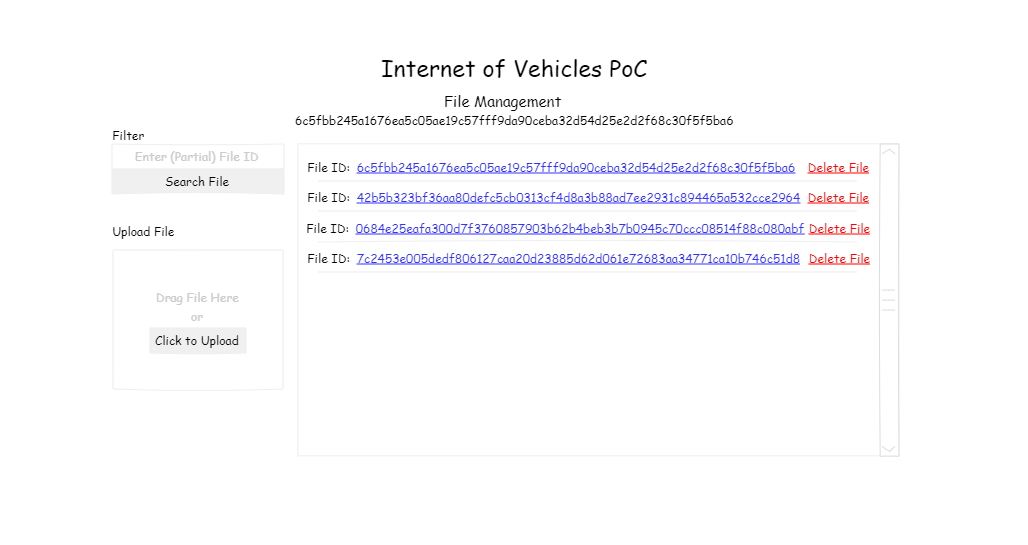 Internet of Vehicles PoC
File Management
6c5fbb245a1676ea5c05ae19c57fff9da90ceba32d54d25e2d2f68c30f5f5ba6
Filter
Enter (Partial) File ID
Search File
Upload File
Drag File Here
or
Click to Upload
File ID: 6c5fbb245a1676ea5c05ae19c57fff9da90ceba32d54d25e2d2f68c30f5f5ba6 Delete File
File ID: 42b5b323bf36aa80defc5cb0313cf4d8a3b88ad7ee2931c894465a532cce2964 Delete File
File ID: 0684e25eafa300d7f3760857903b62b4beb3b7b0945c70ccc08514f88c080abf Delete File
File ID: 7c2453e005dedf806127caa20d23885d62d061e72683aa34771ca10b746c51d8 Delete File